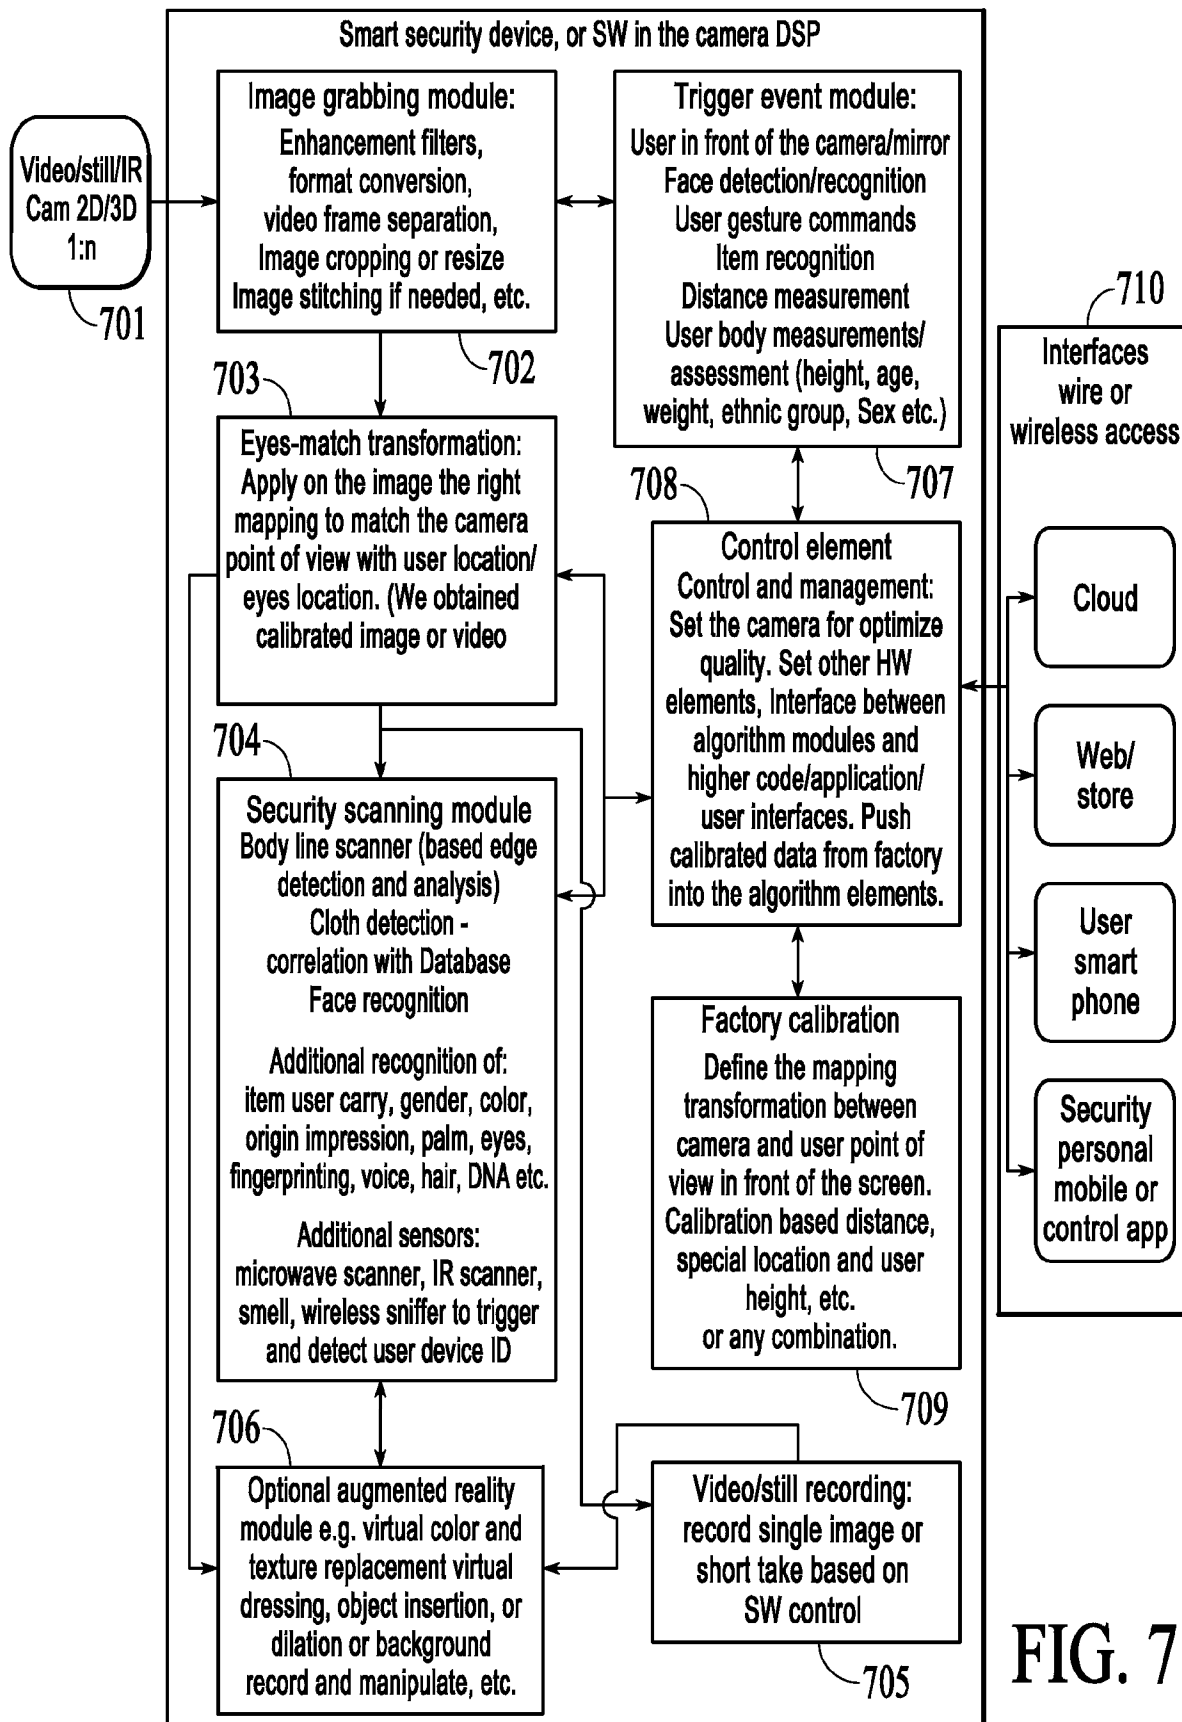 Smart security device, or SW in the camera DSP
Video/still/IR
Cam 2D/3D
1:n
701
Image grabbing module:
Enhancement filters,
format conversion,
video frame separation,
Image cropping or resize
Image stitching if needed, etc.
702
Trigger event module:
User in front of the camera/mirror
Face detection/recognition
User gesture commands
Item recognition
Distance measurement
User body measurements/
assessment (height, age,
weight, ethnic group, Sex etc.)
707
703
Eyes-match transformation:
Apply on the image the right
mapping to match the camera
point of view with user location/
eyes location. (We obtained
calibrated image or video
708
Control element
Control and management:
Set the camera for optimize
quality. Set other HW
elements, Interface between
algorithm modules and
higher code/application/
user interfaces. Push
calibrated data from factory
into the algorithm elements.
704
Security scanning module
Body line scanner (based edge
detection and analysis)
Cloth detection -
correlation with Database
Face recognition
Additional recognition of:
item user carry, gender, color,
origin impression, palm, eyes,
fingerprinting, voice, hair, DNA etc.
Additional sensors:
microwave scanner, IR scanner,
smell, wireless sniffer to trigger
and detect user device ID
Factory calibration
Define the mapping
transformation between
camera and user point of
view in front of the screen.
Calibration based distance,
special location and user
height, etc.
or any combination.
709
706
Optional augmented reality
module e.g. virtual color and
texture replacement virtual
dressing, object insertion, or
dilation or background
record and manipulate, etc.
Video/still recording:
record single image or
short take based on
SW control
705
710
Interfaces
wire or
wireless access
Cloud
Web/
store
User
smart
phone
Security
personal
mobile or
control app
FIG. 7